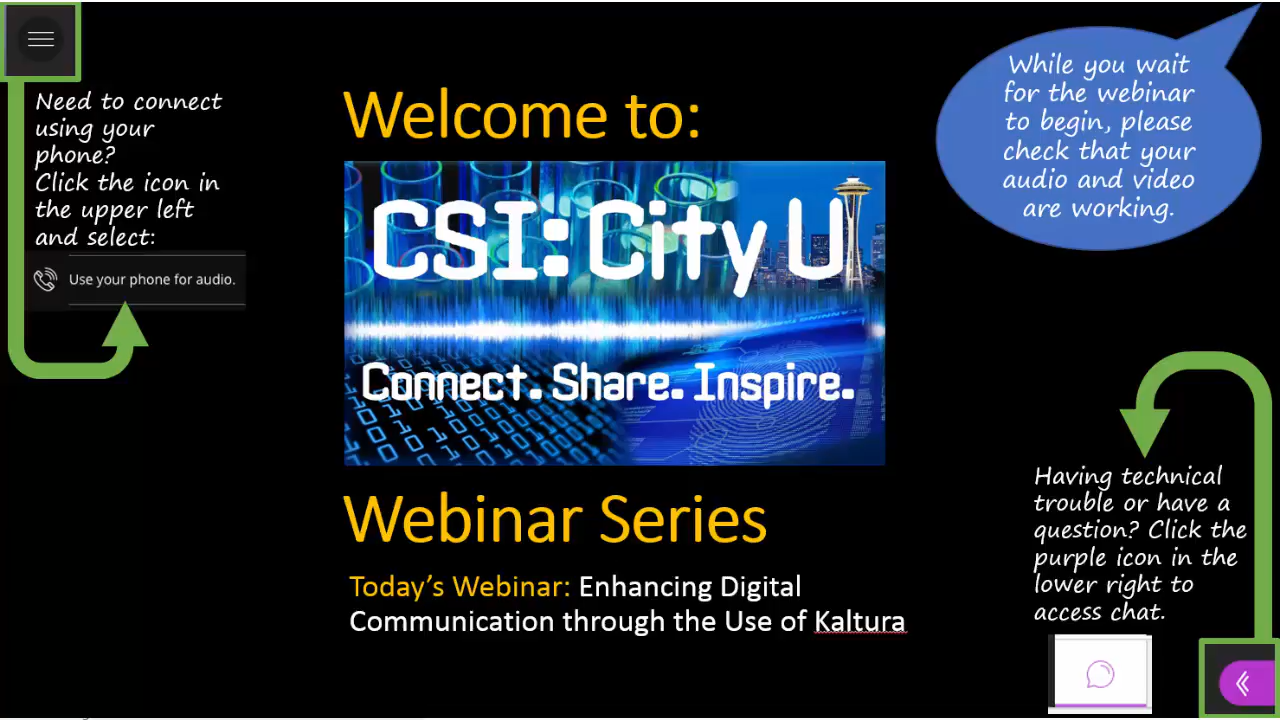 Need to connect
using your
phone?
Click the icon in
the upper left
and select:
Use your phone for audio.
Welcome to:
CSI: City U
Connect. Share. Inspire.
Webinar Series
Today's Webinar: Enhancing Digital
Communication through the Use of Kaltura
While you wait
for the webinar
to begin, please
check that your
audio and video
are working.
Having technical
trouble or have a
question? Click the
purple icon in the
lower right to
access chat.